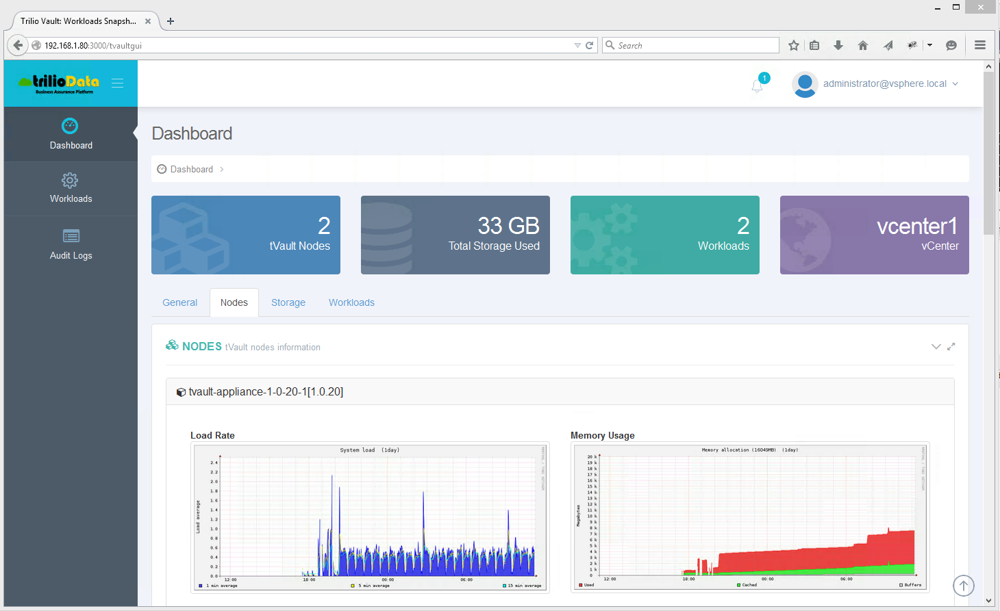 Trilio Vault: Workloads Snapsh...
192.168.1.80:3000/tvaultgui
Search
trilioData
Business Assurance Platform
1
administrator@vsphere.local
Dashboard
Workloads
Audit Logs
Dashboard
Dashboard
2
tVault Nodes
33 GB
Total Storage Used
2
Workloads
vcenter1
vCenter
General
Nodes
Storage
Workloads
NODES tVault nodes information
tvault-appliance-1-0-20-1[1.0.20]
Load Rate
System load (1day)
Load average
2.4
2.2
2.0
1.8
1.6
1.4
1.2
1.0
0.8
0.6
0.4
0.2
0.0
12:00 18:00 00:00 06:00
1 min average 5 min average 15 min average
Memory Usage
Memory allocation (16049MB) (1day)
Megabytes
20 k
19 k
18 k
17 k
16 k
15 k
14 k
13 k
12 k
11 k
10 k
9 k
8 k
7 k
6 k
5 k
4 k
3 k
2 k
1 k
0
12:00 18:00 00:00 06:00
Used Cached Buffers